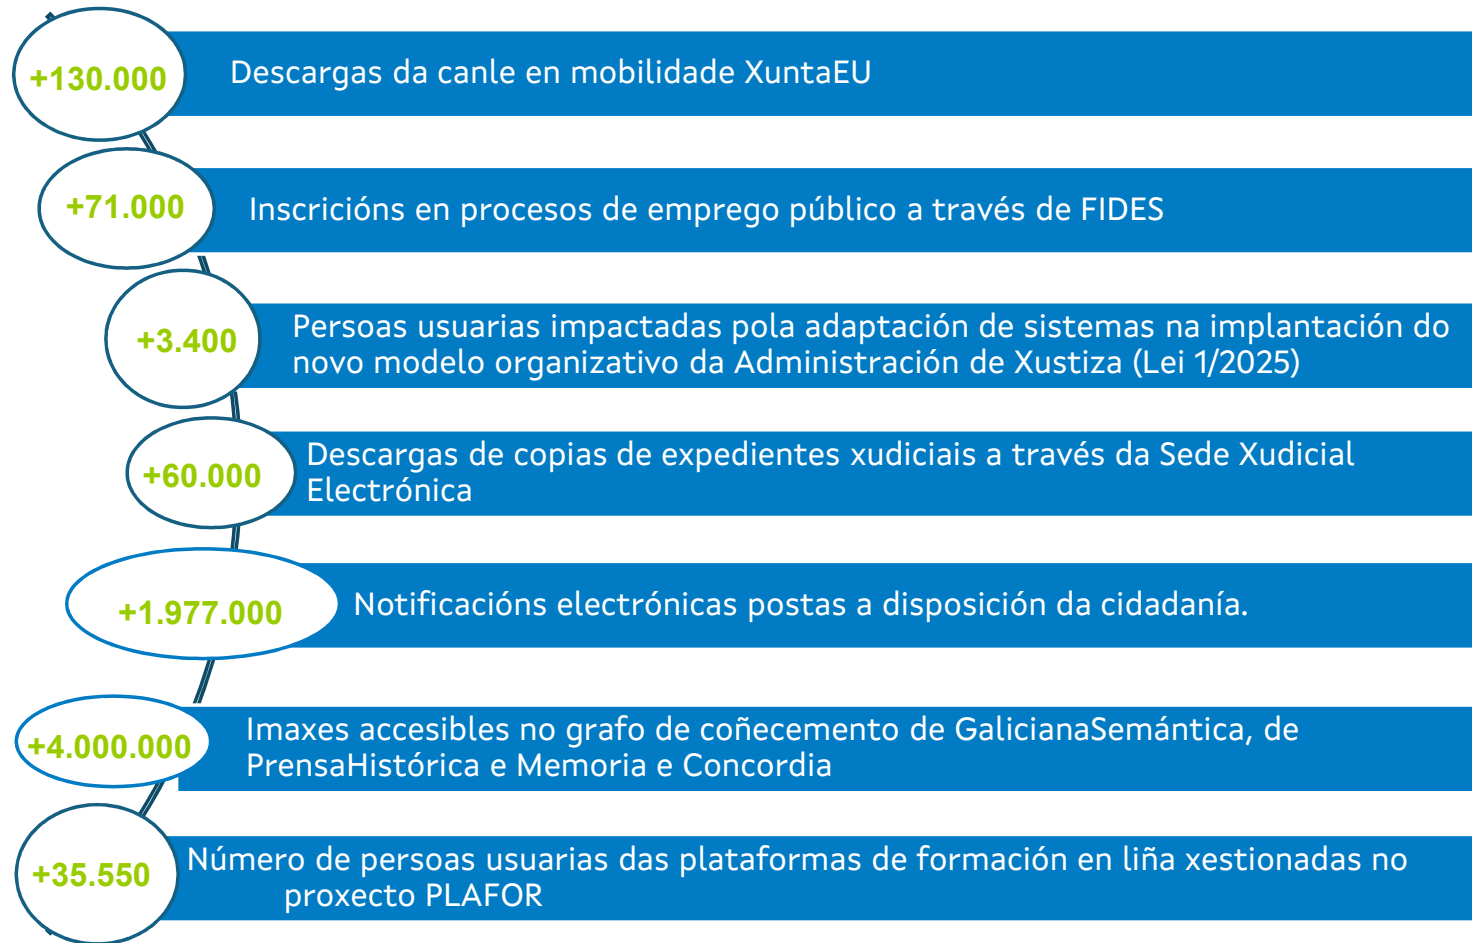 +130.000
Descargas da canle en mobilidade XuntaEU
+71.000
Inscricións en procesos de emprego público a través de FIDES
+3.400
Persoas usuarias impactadas pola adaptación de sistemas na implantación do
novo modelo organizativo da Administración de Xustiza (Lei 1/2025)
+60.000
Descargas de copias de expedientes xudiciais a través da Sede Xudicial
Electrónica
+1.977.000
Notificacións electrónicas postas a disposición da cidadanía.
+4.000.000
Imaxes accesibles no grafo de coñecemento de GalicianaSemántica, de
PrensaHistórica e Memoria e Concordia
+35.550
Número de persoas usuarias das plataformas de formación en liña xestionadas no
proxecto PLAFOR